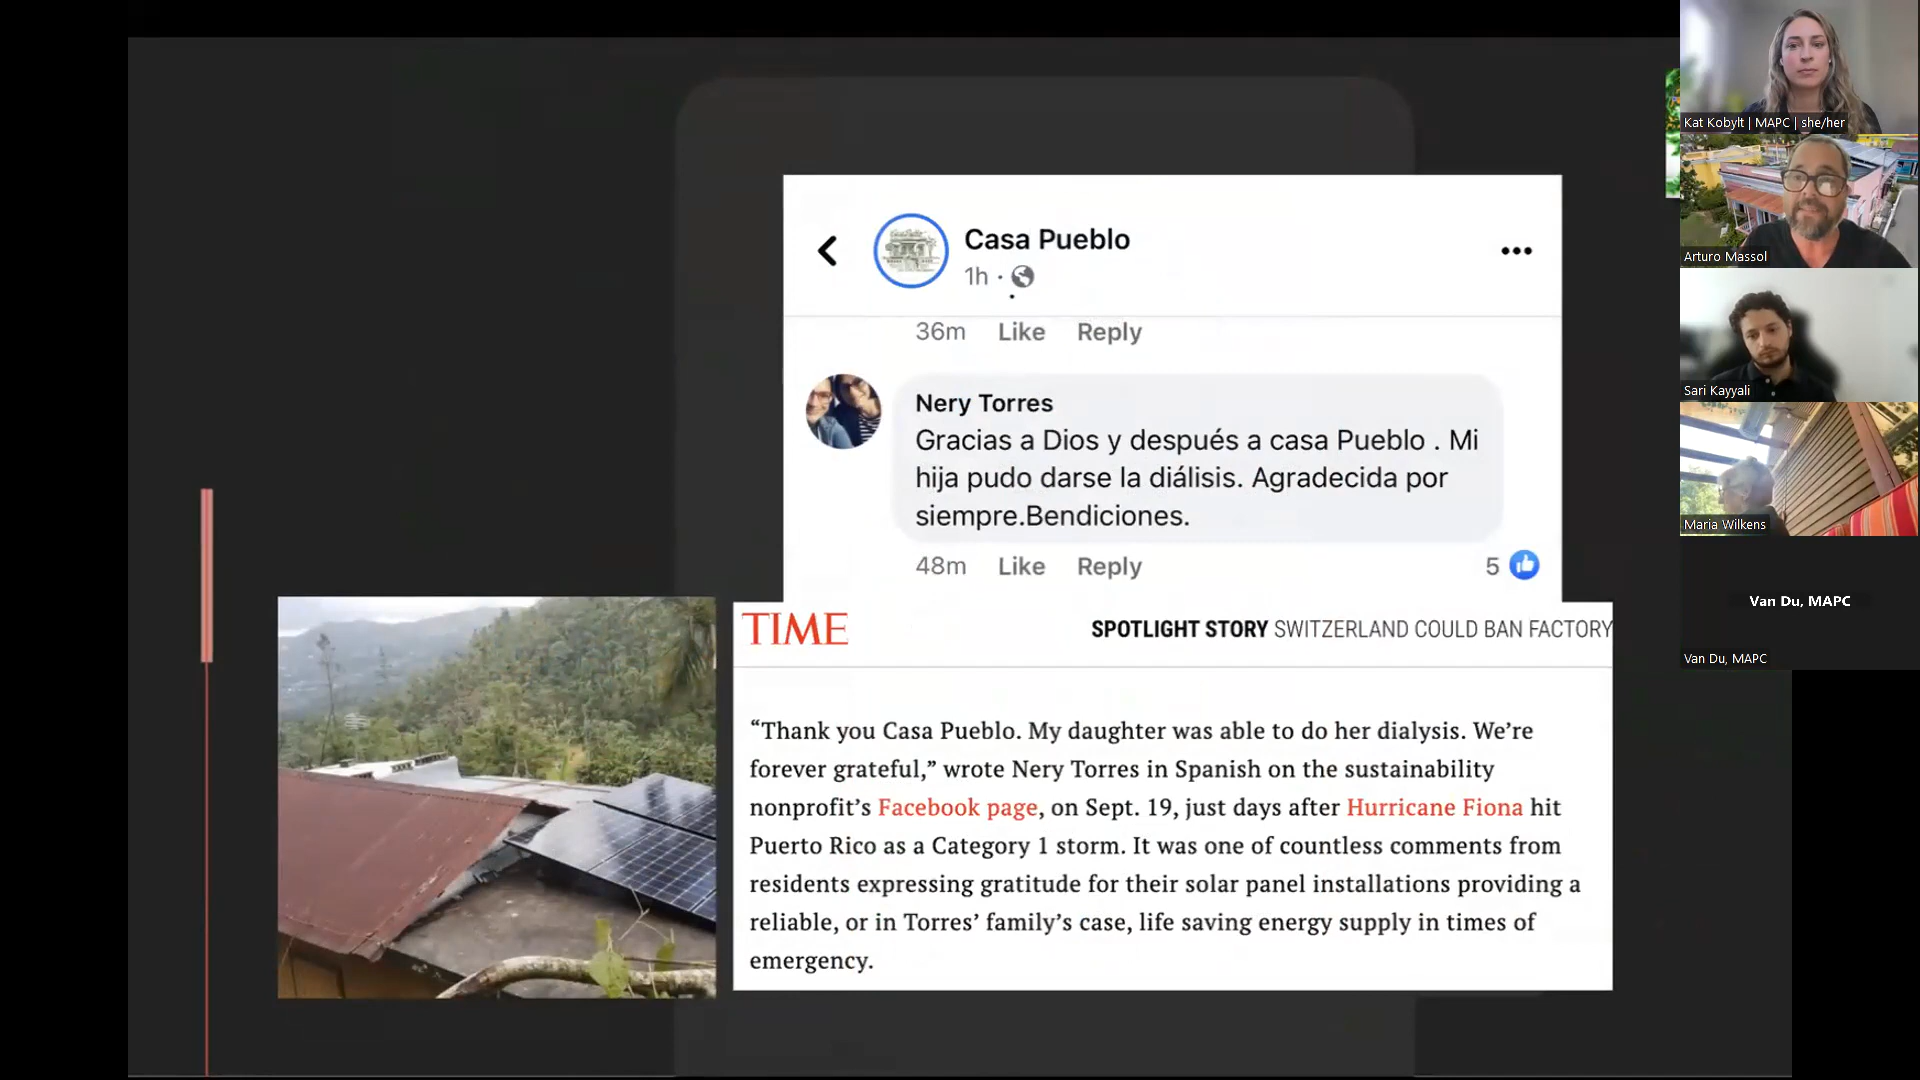 Casa Pueblo
1h ·
36m Like Reply
Nery Torres
Gracias a Dios y después a casa Pueblo . Mi
hija pudo darse la diálisis. Agradecida por
siempre.Bendiciones.
48m Like Reply 5
TIME SPOTLIGHT STORY SWITZERLAND COULD BAN FACTORY
“Thank you Casa Pueblo. My daughter was able to do her dialysis. We’re
forever grateful,” wrote Nery Torres in Spanish on the sustainability
nonprofit’s Facebook page, on Sept. 19, just days after Hurricane Fiona hit
Puerto Rico as a Category 1 storm. It was one of countless comments from
residents expressing gratitude for their solar panel installations providing a
reliable, or in Torres’ family’s case, life saving energy supply in times of
emergency.
Kat Kobylt | MAPC | she/her
Arturo Massol
Sari Kayyali
Maria Wilkens
Van Du, MAPC
Van Du, MAPC